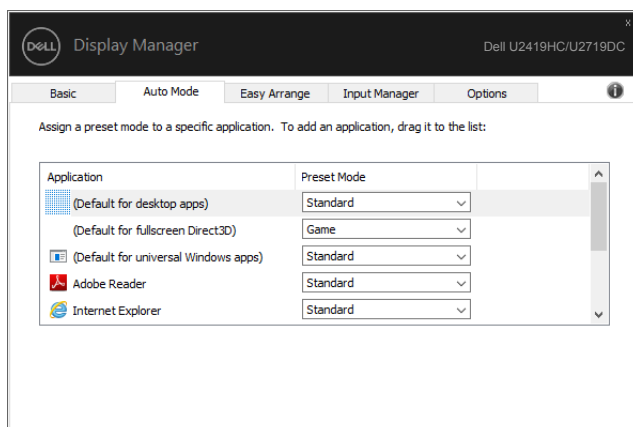 x
DELL Display Manager Dell U2419HC/U2719DC
Basic Auto Mode Easy Arrange Input Manager Options i
Assign a preset mode to a specific application. To add an application, drag it to the list:
Application Preset Mode
(Default for desktop apps) Standard
(Default for fullscreen Direct3D) Game
(Default for universal Windows apps) Standard
Adobe Reader Standard
Internet Explorer Standard